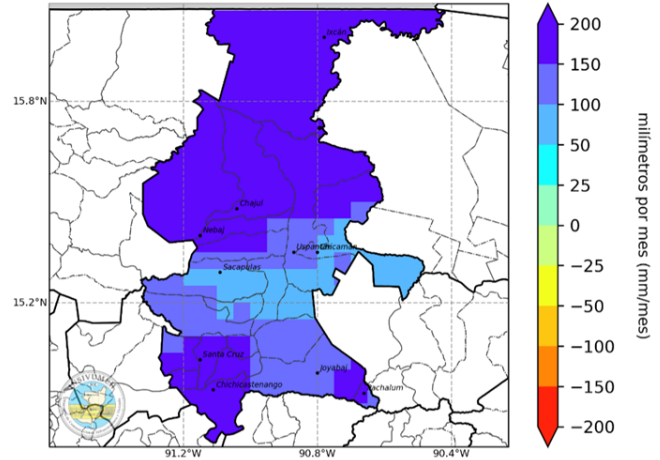 Ixcán
15.8°N
Chajul
Nebaj
Uspantán
Chicamán
Sacapulas
15.2°N
Santa Cruz
Joyabaj
Chichicastenango
Pachalum
91.2°W
90.8°W
90.4°W
200
150
100
50
25
0
−25
−50
−100
−150
−200
milímetros por mes (mm/mes)